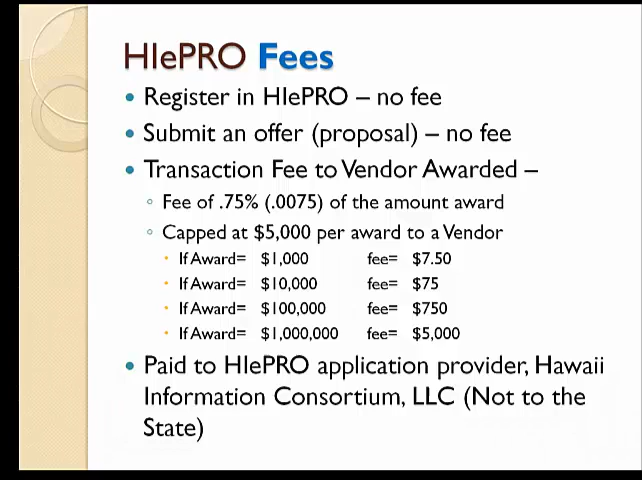 HIePRO Fees
• Register in HIePRO – no fee
• Submit an offer (proposal) – no fee
• Transaction Fee to Vendor Awarded –
◦ Fee of .75% (.0075) of the amount award
◦ Capped at $5,000 per award to a Vendor
• If Award= $1,000 fee= $7.50
• If Award= $10,000 fee= $75
• If Award= $100,000 fee= $750
• If Award= $1,000,000 fee= $5,000
• Paid to HIePRO application provider, Hawaii
Information Consortium, LLC (Not to the
State)